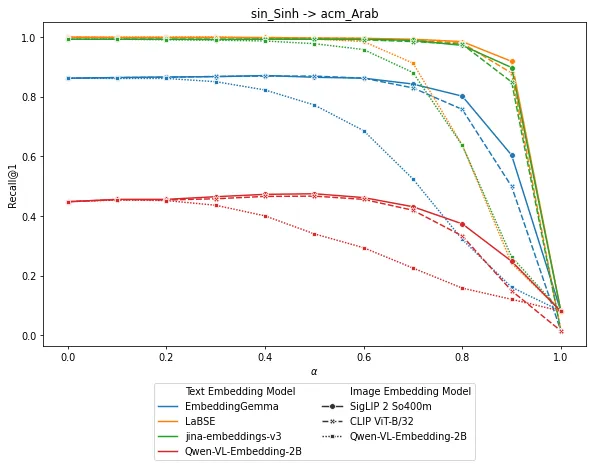 sin_Sinh -> acm_Arab
Recall@1
1.0
0.8
0.6
0.4
0.2
0.0
0.0 0.2 0.4 0.6 0.8 1.0
α
Text Embedding Model
EmbeddingGemma
LaBSE
jina-embeddings-v3
Qwen-VL-Embedding-2B
Image Embedding Model
SigLIP 2 So400m
CLIP ViT-B/32
Qwen-VL-Embedding-2B